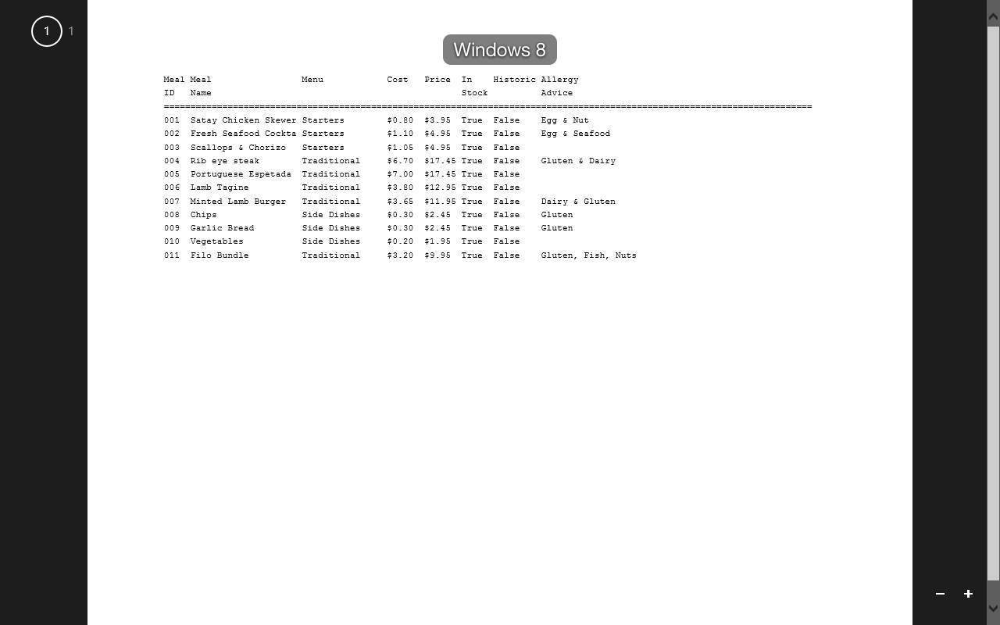 1 1
Windows 8
Meal Meal Menu Cost Price In Historic Allergy
ID Name Stock Advice
==========================================================================================================================
001 Satay Chicken Skewer Starters $0.80 $3.95 True False Egg & Nut
002 Fresh Seafood Cockta Starters $1.10 $4.95 True False Egg & Seafood
003 Scallops & Chorizo Starters $1.05 $4.95 True False
004 Rib eye steak Traditional $6.70 $17.45 True False Gluten & Dairy
005 Portuguese Espetada Traditional $7.00 $17.45 True False
006 Lamb Tagine Traditional $3.80 $12.95 True False
007 Minted Lamb Burger Traditional $3.65 $11.95 True False Dairy & Gluten
008 Chips Side Dishes $0.30 $2.45 True False Gluten
009 Garlic Bread Side Dishes $0.30 $2.45 True False Gluten
010 Vegetables Side Dishes $0.20 $1.95 True False
011 Filo Bundle Traditional $3.20 $9.95 True False Gluten, Fish, Nuts